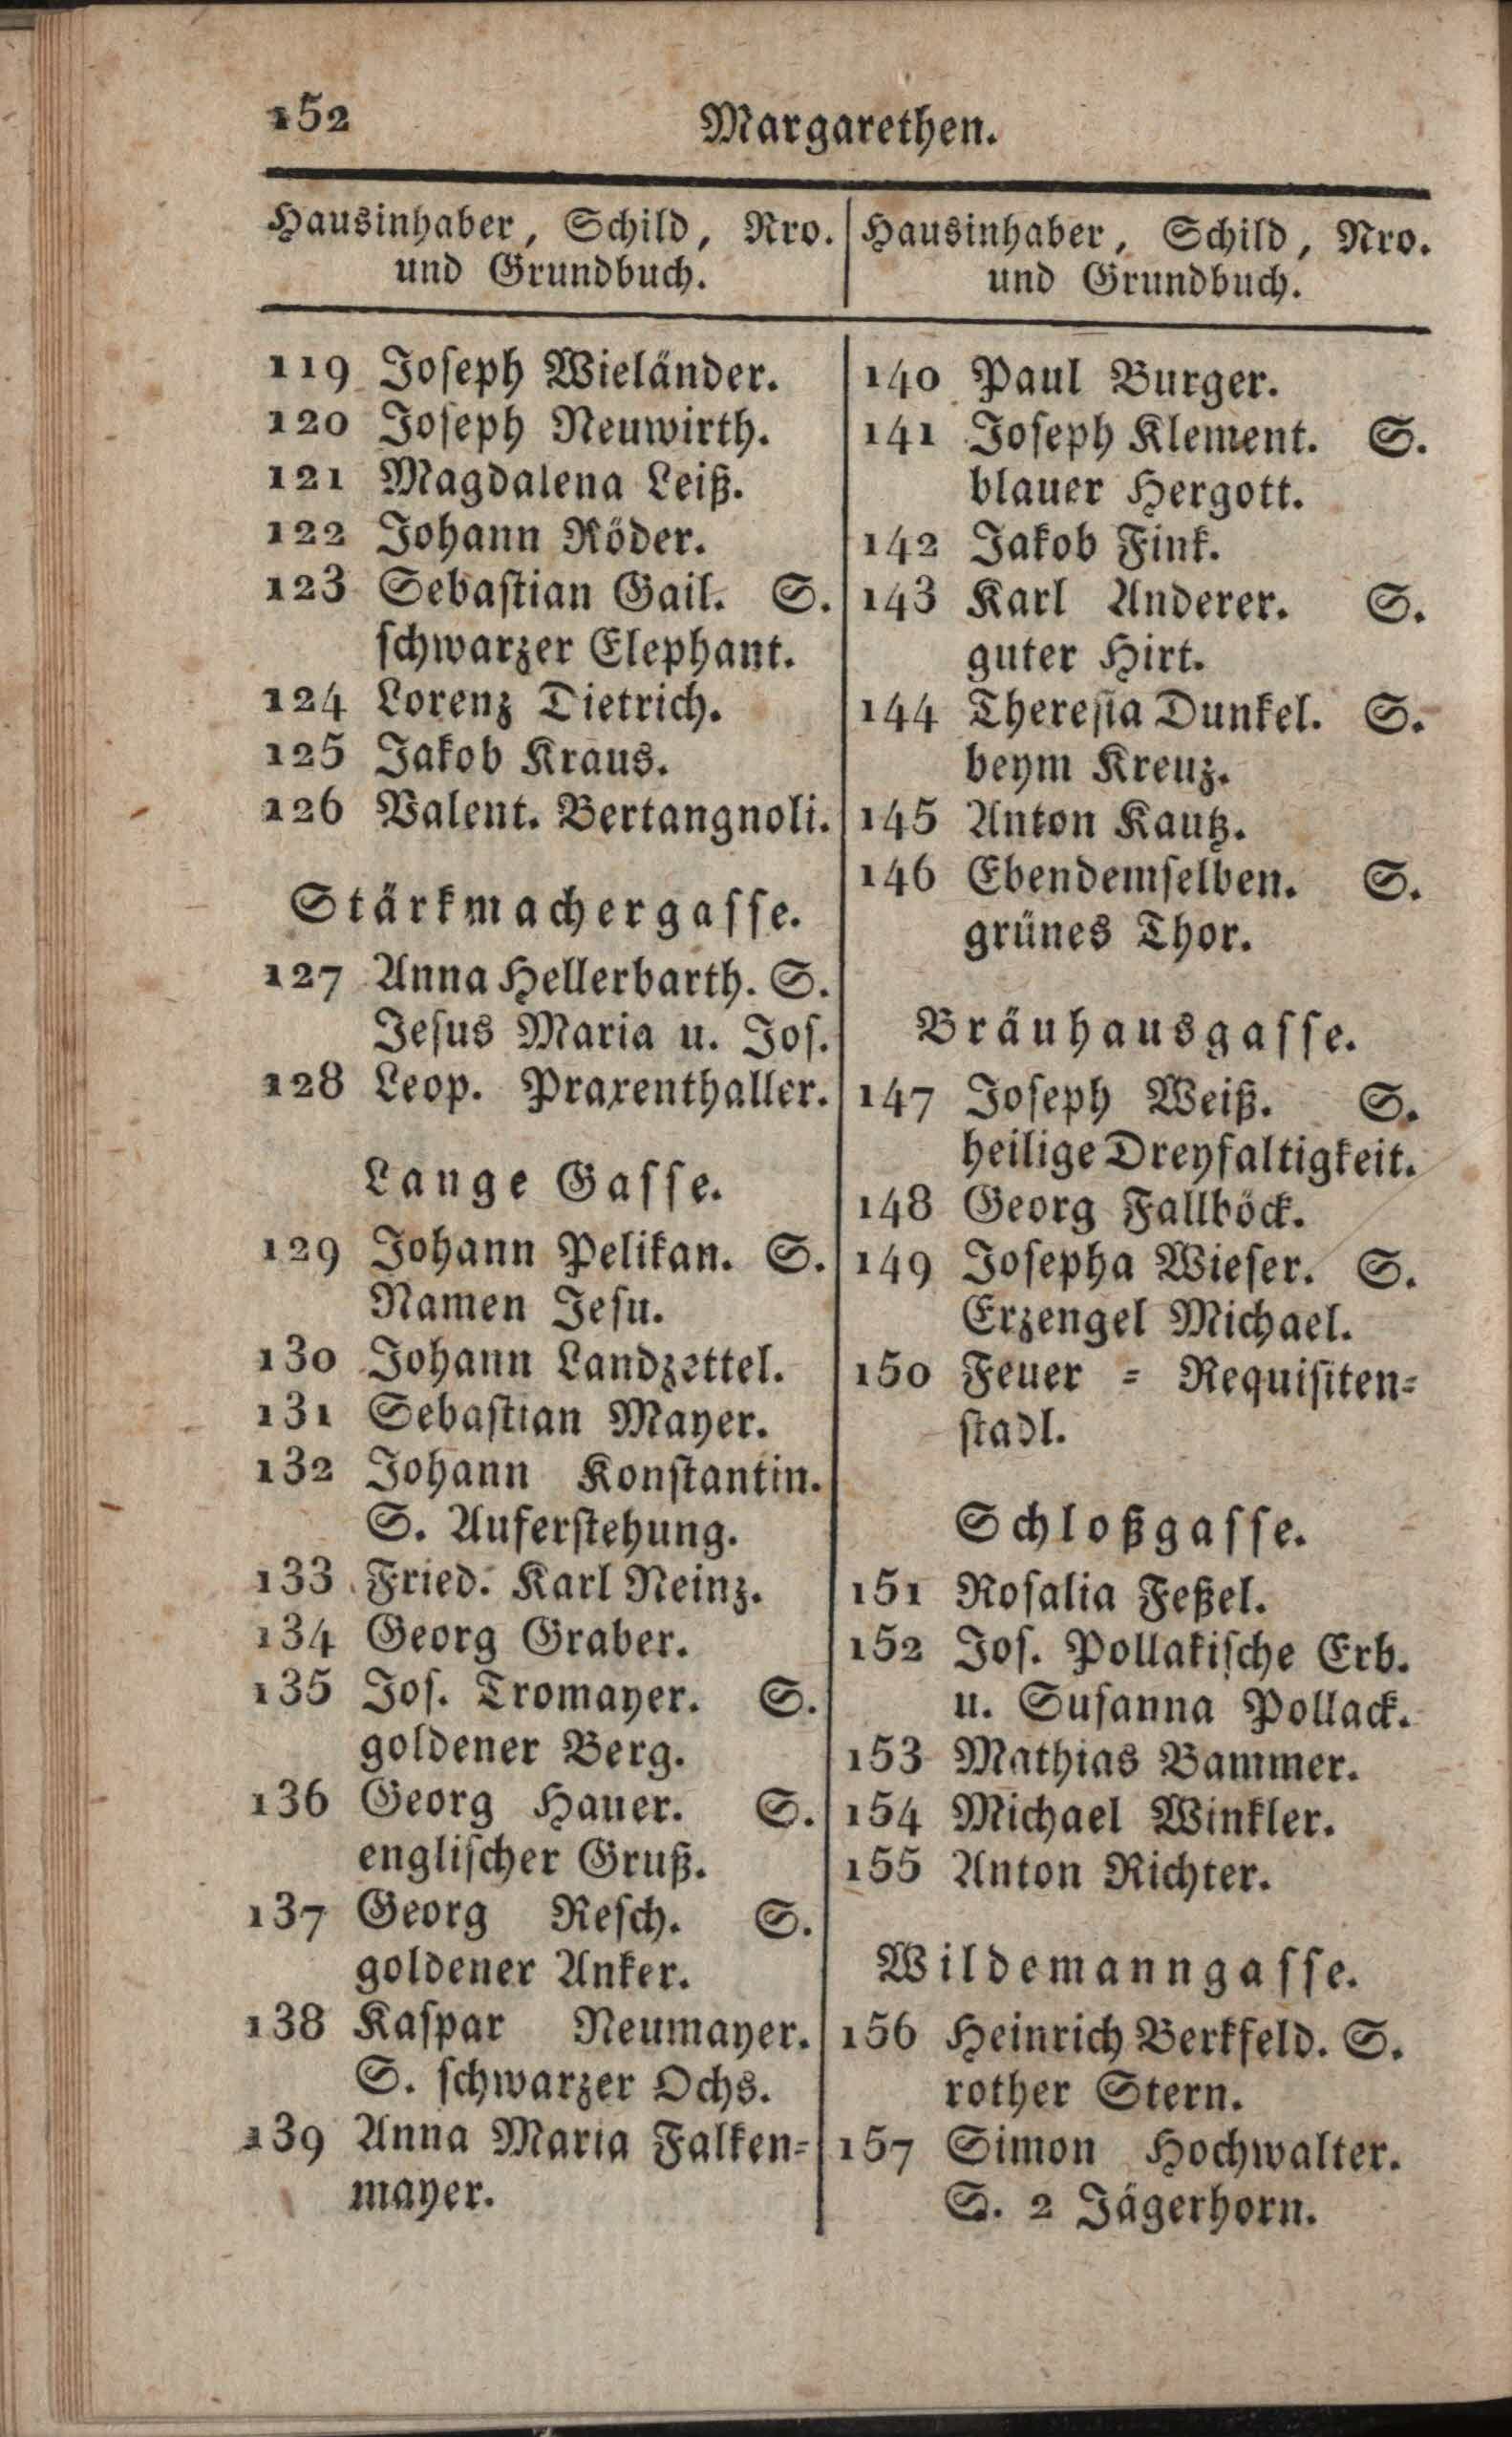 152
Margarethen.
Hausinhaber, Schild, Nro.
und Grundbuch.
119 Joseph Wieländer.
120 Joseph Neuwirth.
121 Magdalena Leiß.
122 Johann Röder.
123 Sebastian Gail. S.
schwarzer Elephant.
124 Lorenz Dietrich.
125 Jakob Kraus.
126 Valent. Bertangnoli.
Stärkmachergasse.
127 Anna Hellerbarth. S.
Jesus Maria u. Jos.
128 Leop. Praxenthaller.
Lange Gasse.
129 Johann Pelikan. S.
Namen Jesu.
130 Johann Landzettel.
131 Sebastian Mayer.
132 Johann Konstantin.
S. Auferstehung.
133 Fried. Karl Neinz.
134 Georg Graber.
135 Jos. Tromayer. S.
goldener Berg.
136 Georg Hauer. S.
englischer Gruß.
137 Georg Resch. S.
goldener Anker.
138 Kaspar Neumayer.
S. schwarzer Ochs.
139 Anna Maria Falken=
mayer.
Hausinhaber, Schild, Nro.
und Grundbuch.
140 Paul Burger.
141 Joseph Klement. S.
blauer Hergott.
142 Jakob Fink.
143 Karl Anderer. S.
guter Hirt.
144 Theresia Dunkel. S.
beym Kreuz.
145 Anton Kautz.
146 Ebendemselben. S.
grünes Thor.
Bräuhausgasse.
147 Joseph Weiß. S.
heilige Dreyfaltigkeit.
148 Georg Fallböck.
149 Josepha Wieser. S.
Erzengel Michael.
150 Feuer = Requisiten=
stadl.
Schloßgasse.
151 Rosalia Feßel.
152 Jos. Pollakische Erb.
u. Susanna Pollack.
153 Mathias Bammer.
154 Michael Winkler.
155 Anton Richter.
Wildemanngasse.
156 Heinrich Berkfeld. S.
rother Stern.
157 Simon Hochwalter.
S. 2 Jägerhorn.